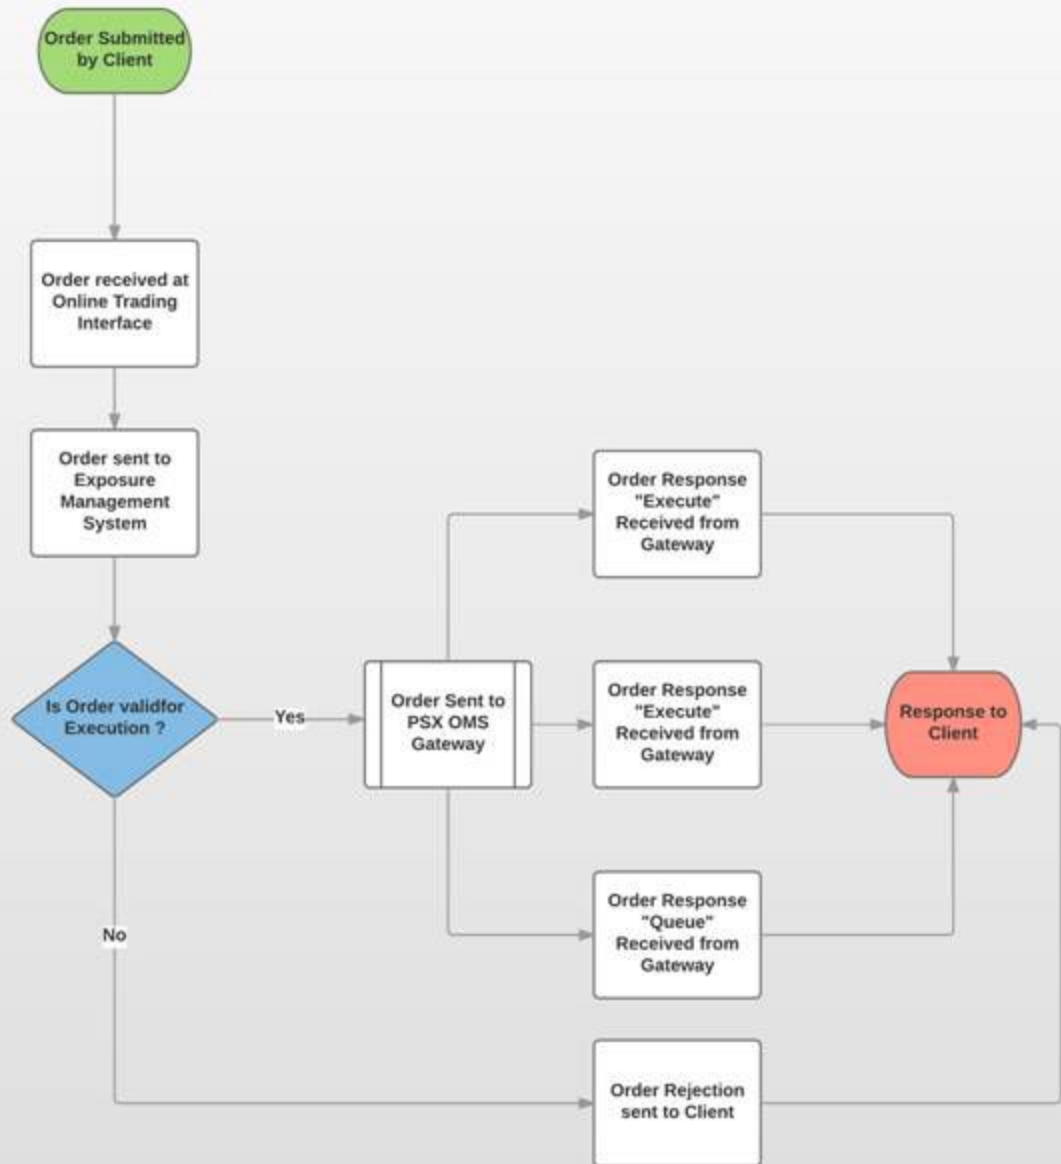 Order Submitted
by Client
Order received at
Online Trading
Interface
Order sent to
Exposure
Management
System
Is Order validfor
Execution ?
Yes
No
Order Sent to
PSX OMS
Gateway
Order Response
"Execute"
Received from
Gateway
Order Response
"Execute"
Received from
Gateway
Order Response
"Queue"
Received from
Gateway
Order Rejection
sent to Client
Response to
Client